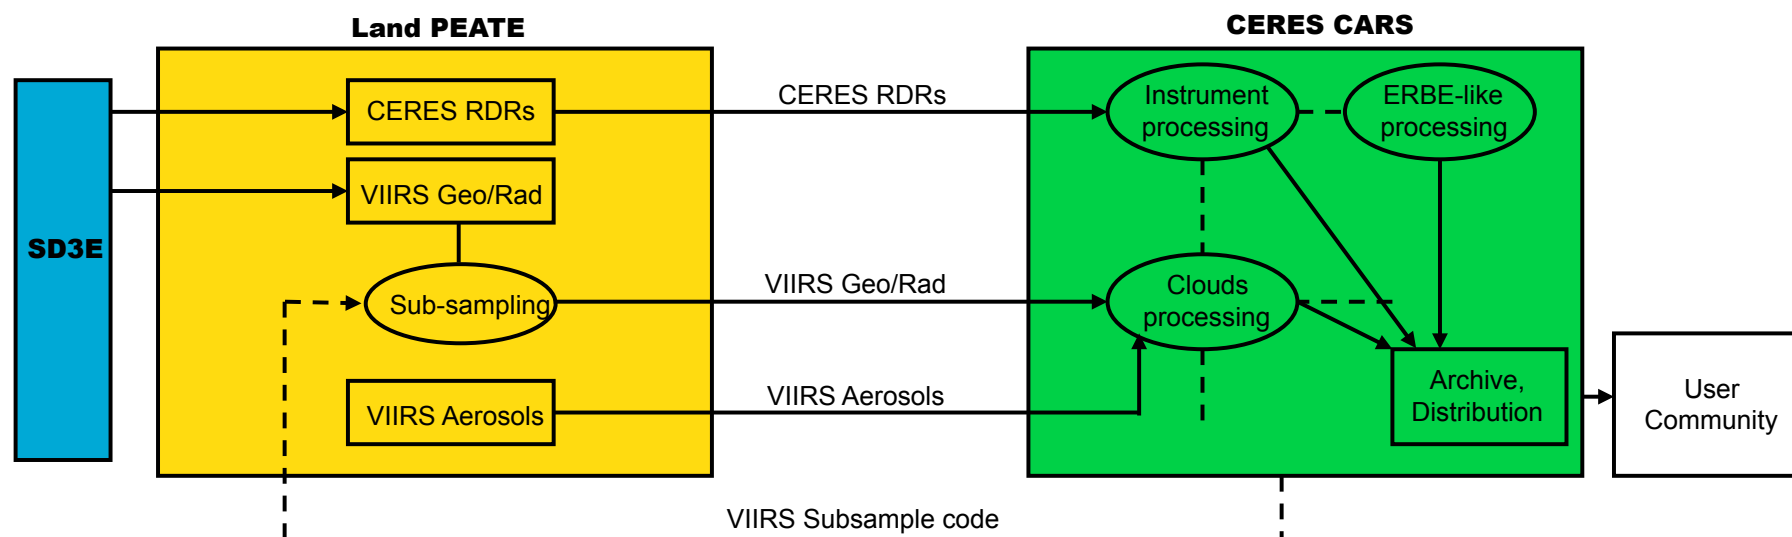 Land PEATE
CERES CARS
SD3E
CERES RDRs
VIIRS Geo/Rad
Sub-sampling
VIIRS Aerosols
CERES RDRs
VIIRS Geo/Rad
VIIRS Aerosols
VIIRS Subsample code
Instrument
processing
ERBE-like
processing
Clouds
processing
Archive,
Distribution
User
Community